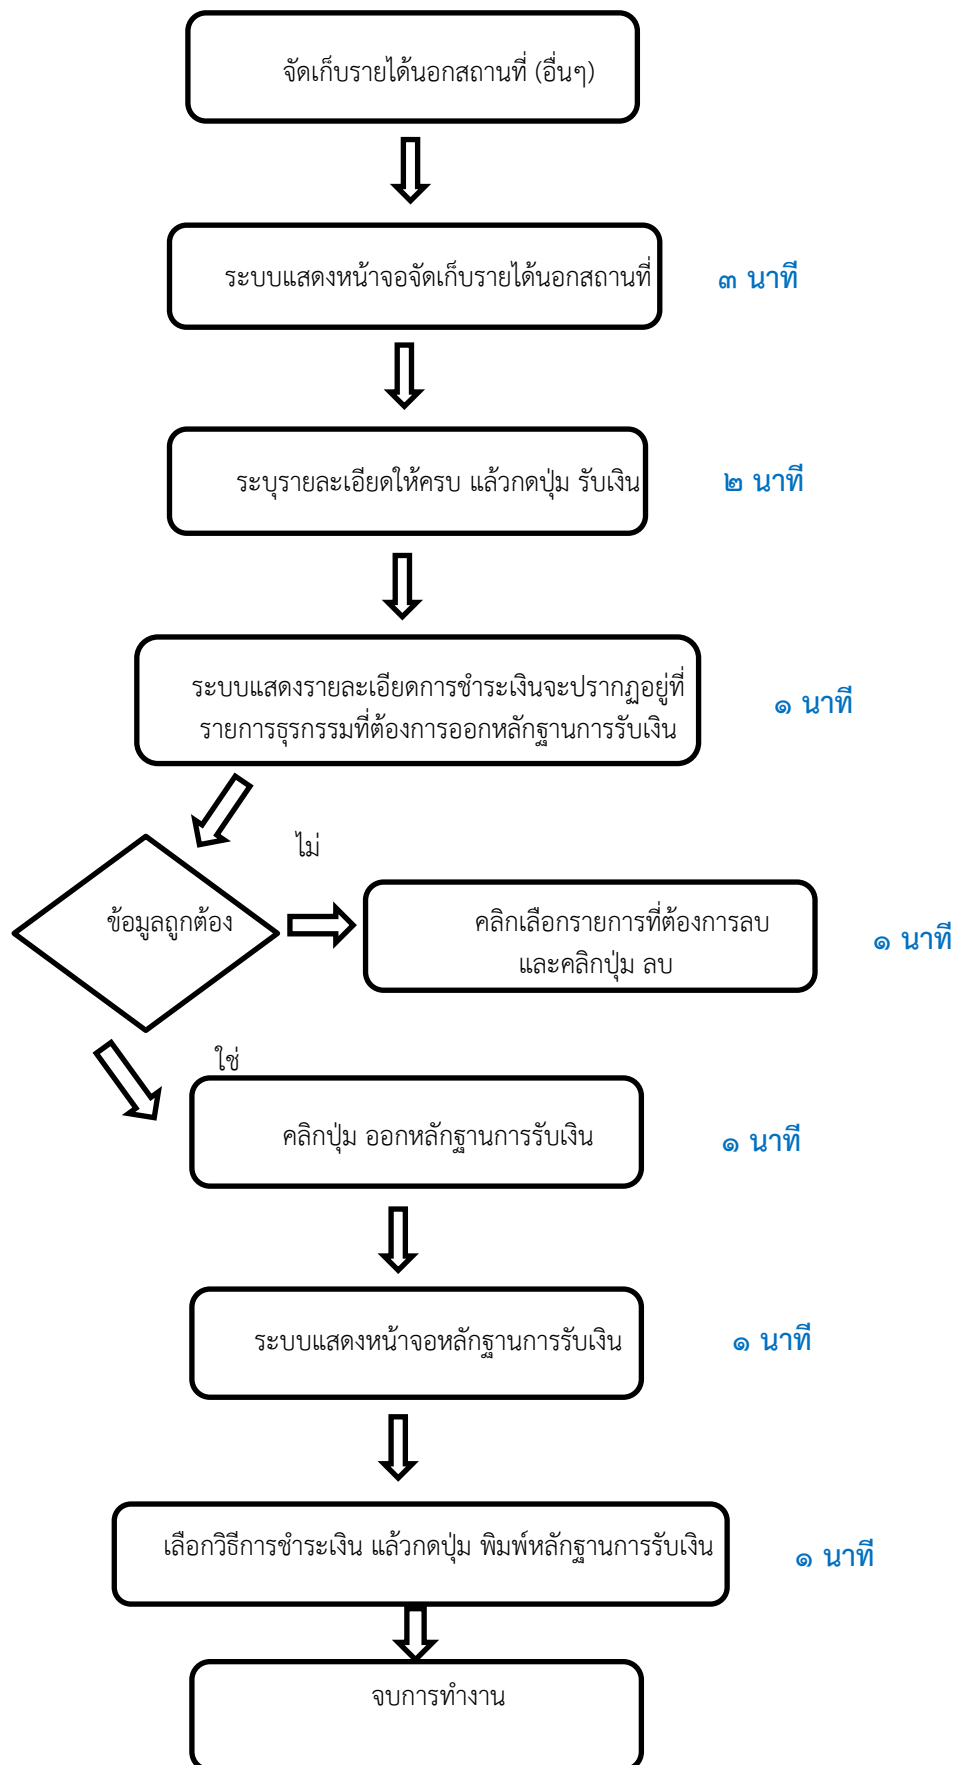 จัดเก็บรายได้นอกสถานที่ (อื่นๆ)
ระบบแสดงหน้าจอจัดเก็บรายได้นอกสถานที่
๓ นาที
ระบุรายละเอียดให้ครบ แล้วกดปุ่ม รับเงิน
๒ นาที
ระบบแสดงรายละเอียดการชำระเงินจะปรากฏอยู่ที่
รายการธุรกรรมที่ต้องการออกหลักฐานการรับเงิน
๑ นาที
ไม่
ข้อมูลถูกต้อง
คลิกเลือกรายการที่ต้องการลบ
และคลิกปุ่ม ลบ
๑ นาที
ใช่
คลิกปุ่ม ออกหลักฐานการรับเงิน
๑ นาที
ระบบแสดงหน้าจอหลักฐานการรับเงิน
๑ นาที
เลือกวิธีการชำระเงิน แล้วกดปุ่ม พิมพ์หลักฐานการรับเงิน
๑ นาที
จบการทำงาน